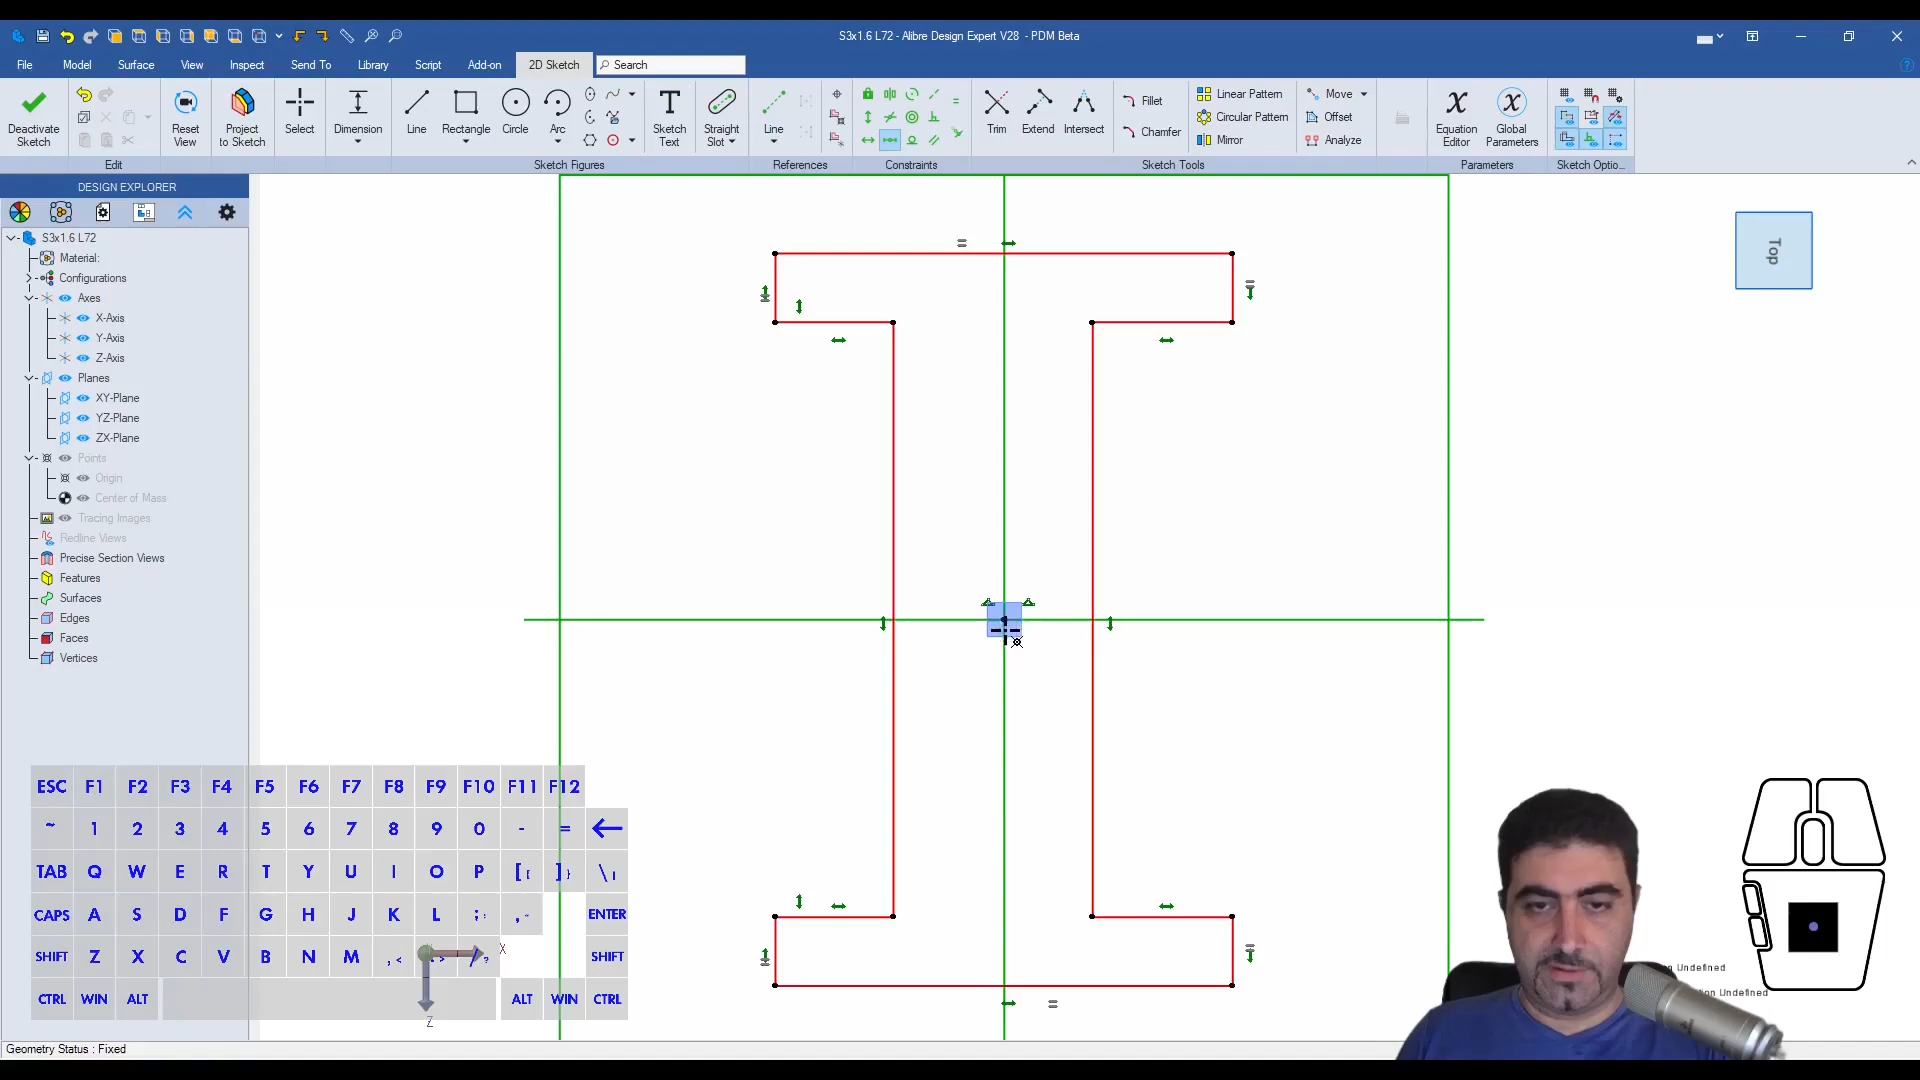 S3x1.6 L72 - Alibre Design Expert V28 - PDM Beta
File Model Surface View Inspect Send To Library Script Add-on 2D Sketch Search
Deactivate Sketch
Edit
Reset View
Project to Sketch
Select
Dimension
Line
Rectangle
Circle
Arc
Sketch Text
Straight Slot
Sketch Figures
Line
References
Constraints
Trim
Extend
Intersect
Fillet
Chamfer
Linear Pattern
Circular Pattern
Mirror
Move
Offset
Analyze
Sketch Tools
Equation Editor
Global Parameters
Parameters
Sketch Optio...
DESIGN EXPLORER
S3x1.6 L72
Material:
Configurations
Axes
X-Axis
Y-Axis
Z-Axis
Planes
XY-Plane
YZ-Plane
ZX-Plane
Points
Origin
Center of Mass
Tracing Images
Redline Views
Precise Section Views
Features
Surfaces
Edges
Faces
Vertices
Top
ESC F1 F2 F3 F4 F5 F6 F7 F8 F9 F10 F11 F12
~ 1 2 3 4 5 6 7 8 9 0 - =
TAB Q W E R T Y U I O P [ ] \
CAPS A S D F G H J K L ; ENTER
SHIFT Z X C V B N M , < > / ? SHIFT
CTRL WIN ALT ALT WIN CTRL
X
Z
n Undefined
ion Undefined
Geometry Status : Fixed